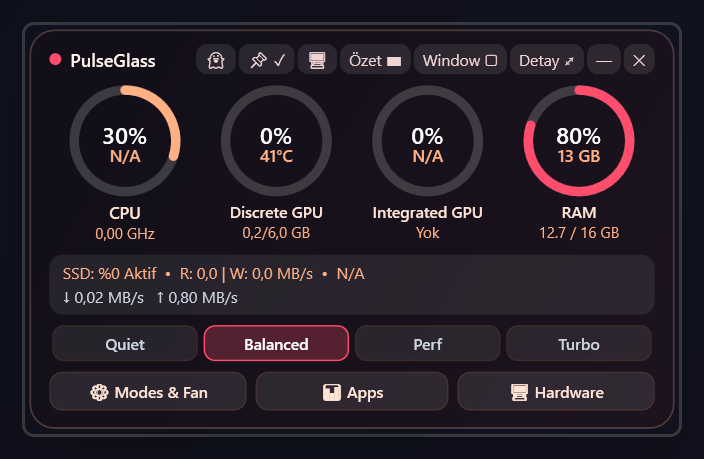 PulseGlass
Özet
Window
Detay
30%
N/A
0%
41°C
0%
N/A
80%
13 GB
CPU
0,00 GHz
Discrete GPU
0,2/6,0 GB
Integrated GPU
Yok
RAM
12.7 / 16 GB
SSD: %0 Aktif • R: 0,0 | W: 0,0 MB/s • N/A
↓ 0,02 MB/s ↑ 0,80 MB/s
Quiet
Balanced
Perf
Turbo
Modes & Fan
Apps
Hardware